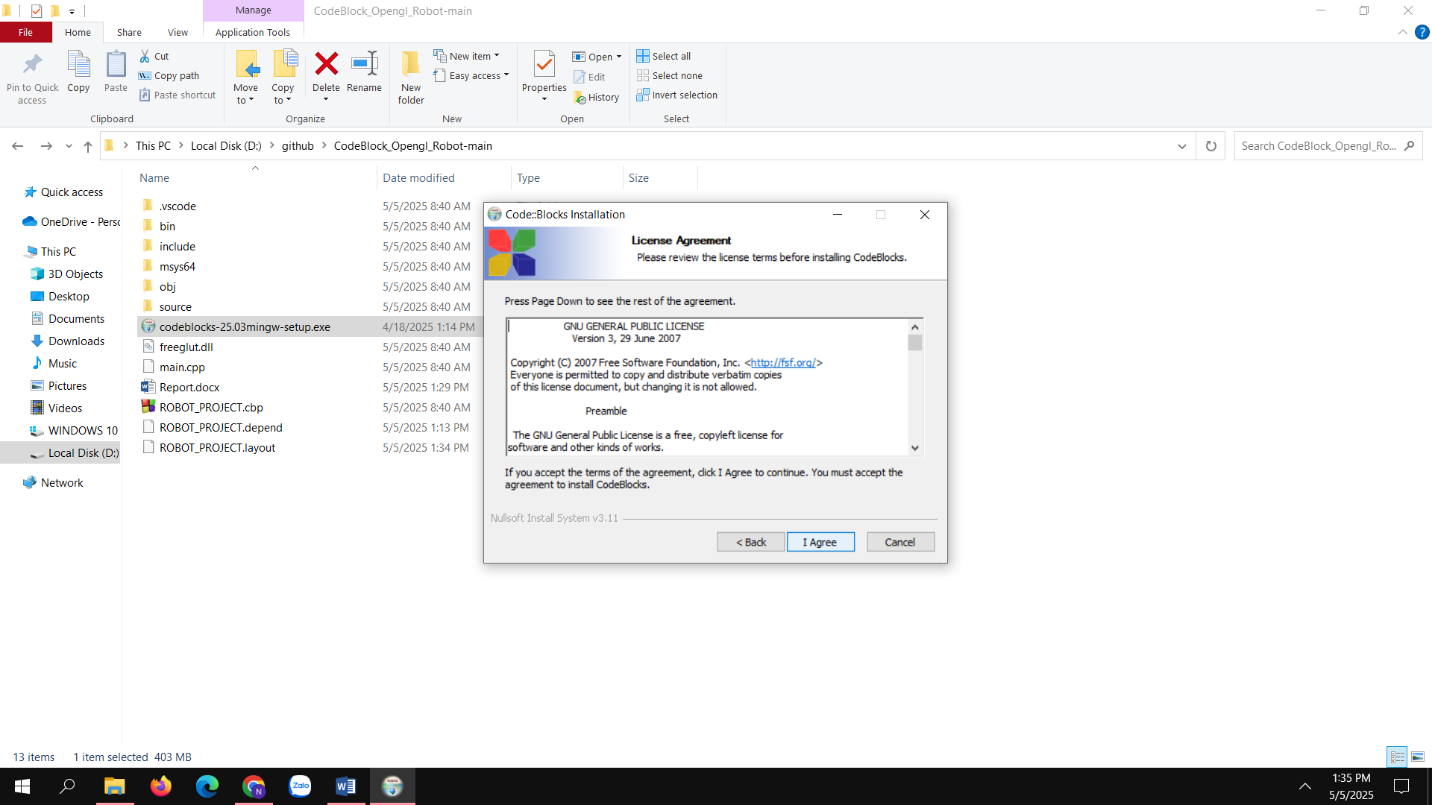 Manage
CodeBlock_Opengl_Robot-main
File
Home
Share
View
Application Tools
Pin to Quick access
Copy
Paste
Cut
Copy path
Paste shortcut
Clipboard
Move to
Copy to
Delete
Rename
Organize
New folder
New item
Easy access
New
Properties
Open
Edit
History
Open
Select all
Select none
Invert selection
Select
This PC
Local Disk (D:)
github
CodeBlock_Opengl_Robot-main
Search CodeBlock_Opengl_Ro...
Name
Date modified
Type
Size
Quick access
OneDrive - Perso
This PC
3D Objects
Desktop
Documents
Downloads
Music
Pictures
Videos
WINDOWS 10
Local Disk (D:)
Network
.vscode 5/5/2025 8:40 AM
bin 5/5/2025 8:40 AM
include 5/5/2025 8:40 AM
msys64 5/5/2025 8:40 AM
obj 5/5/2025 8:40 AM
source 5/5/2025 8:40 AM
codeblocks-25.03mingw-setup.exe 4/18/2025 1:14 PM
freeglut.dll 5/5/2025 8:40 AM
main.cpp 5/5/2025 8:40 AM
Report.docx 5/5/2025 1:29 PM
ROBOT_PROJECT.cbp 5/5/2025 8:40 AM
ROBOT_PROJECT.depend 5/5/2025 1:13 PM
ROBOT_PROJECT.layout 5/5/2025 1:34 PM
Code::Blocks Installation
License Agreement
Please review the license terms before installing CodeBlocks.
Press Page Down to see the rest of the agreement.
GNU GENERAL PUBLIC LICENSE
Version 3, 29 June 2007
Copyright (C) 2007 Free Software Foundation, Inc. <http://fsf.org/>
Everyone is permitted to copy and distribute verbatim copies
of this license document, but changing it is not allowed.
Preamble
The GNU General Public License is a free, copyleft license for
software and other kinds of works.
If you accept the terms of the agreement, click I Agree to continue. You must accept the
agreement to install CodeBlocks.
Nullsoft Install System v3.11
< Back
I Agree
Cancel
13 items
1 item selected 403 MB
Zalo
1:35 PM
5/5/2025